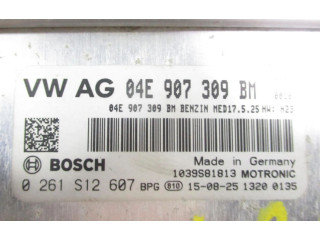 VW AG 04E 907 309 BM
04E 907 309 BM BENZIN MED17.5.25 HW: H23
BOSCH
Made in Germany
1039S81813 MOTRONIC
0 261 S12 607 BPG 810 15-08-25 1320 0135